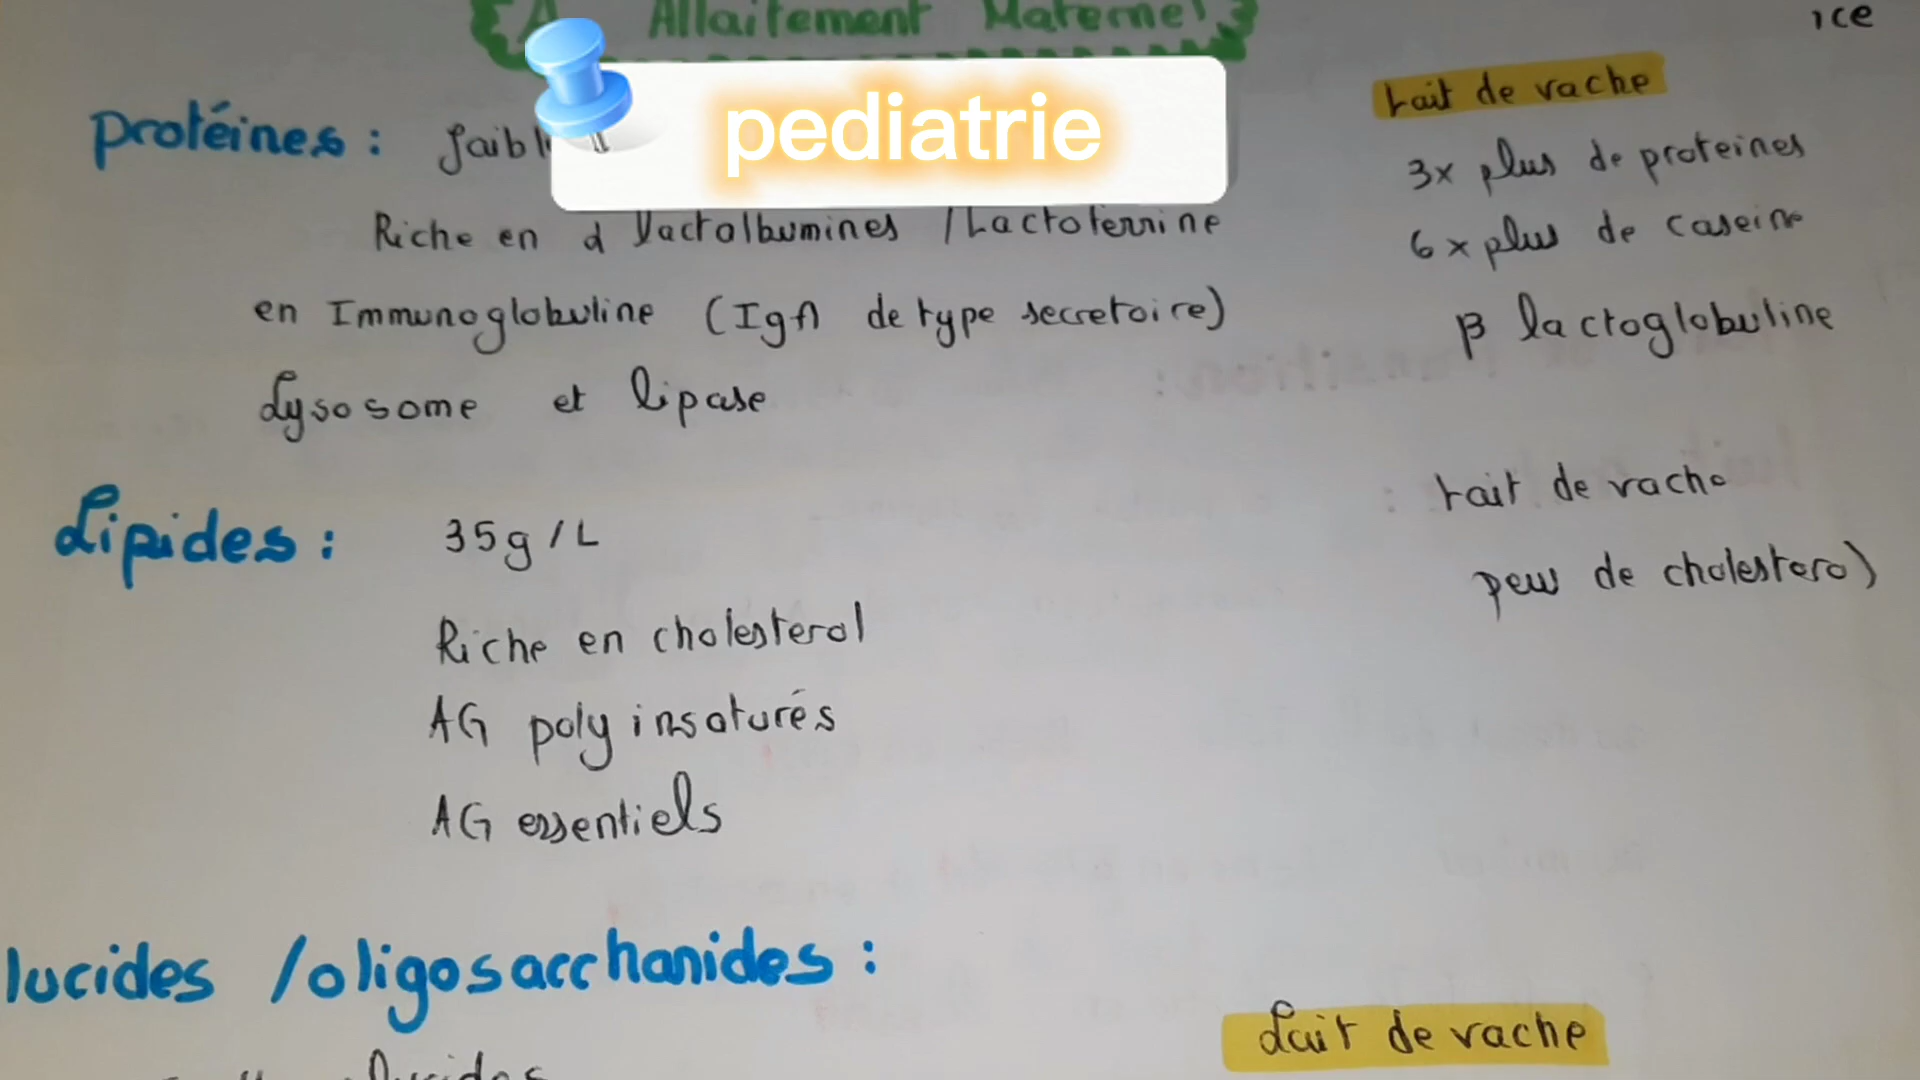 A Allaitement Maternel
ice
pediatrie
lait de vache
protéines :
3x plus de proteines
Riche en α lactalbumines / Lactoferrine
6x plus de caseine
en Immunoglobuline (IgA de type secretoire)
β lactoglobuline
Lysosome et lipase
lait de vache
Lipides : 35g/L
peu de cholesterol
Riche en cholesterol
AG polyinsaturés
AG essentiels
lucides /oligosaccharides :
Lait de vache